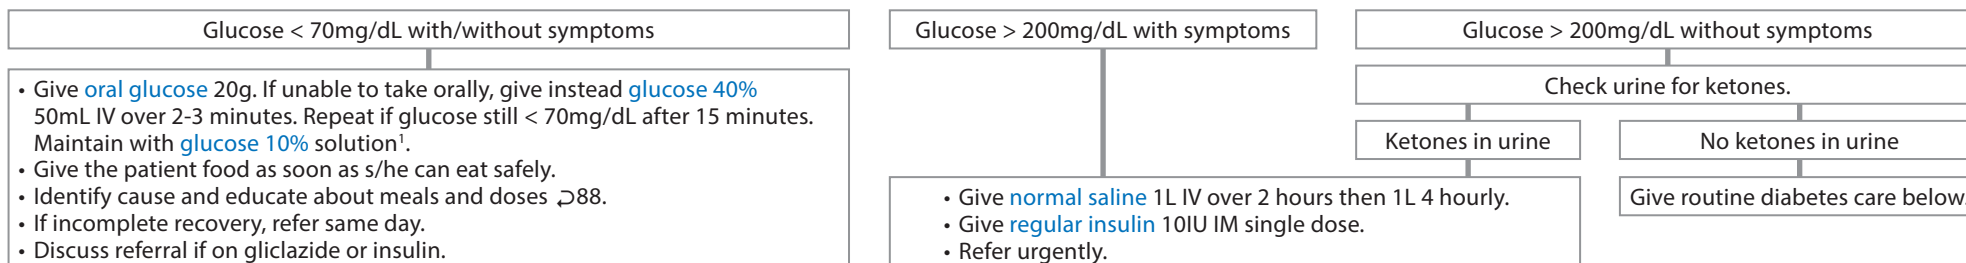 Glucose < 70mg/dL with/without symptoms
• Give oral glucose 20g. If unable to take orally, give instead glucose 40%
50mL IV over 2-3 minutes. Repeat if glucose still < 70mg/dL after 15 minutes.
Maintain with glucose 10% solution¹.
• Give the patient food as soon as s/he can eat safely.
• Identify cause and educate about meals and doses ⮌88.
• If incomplete recovery, refer same day.
• Discuss referral if on gliclazide or insulin.
Glucose > 200mg/dL with symptoms
Glucose > 200mg/dL without symptoms
Check urine for ketones.
Ketones in urine
No ketones in urine
• Give normal saline 1L IV over 2 hours then 1L 4 hourly.
• Give regular insulin 10IU IM single dose.
• Refer urgently.
Give routine diabetes care below.